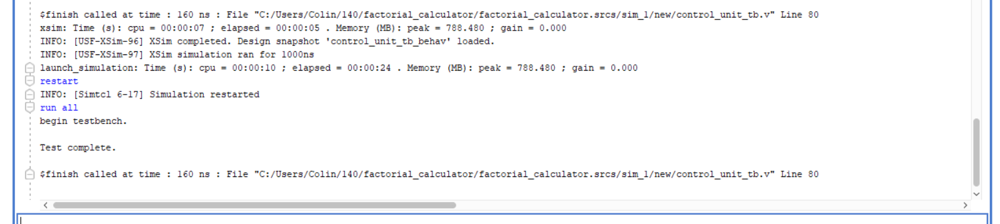 $finish called at time : 160 ns : File "C:/Users/Colin/140/factorial_calculator/factorial_calculator.srcs/sim_1/new/control_unit_tb.v" Line 80
xsim: Time (s): cpu = 00:00:07 ; elapsed = 00:00:05 . Memory (MB): peak = 788.480 ; gain = 0.000
INFO: [USF-XSim-96] XSim completed. Design snapshot 'control_unit_tb_behav' loaded.
INFO: [USF-XSim-97] XSim simulation ran for 1000ns
launch_simulation: Time (s): cpu = 00:00:10 ; elapsed = 00:00:24 . Memory (MB): peak = 788.480 ; gain = 0.000
restart
INFO: [Simtcl 6-17] Simulation restarted
run all
begin testbench.
Test complete.
$finish called at time : 160 ns : File "C:/Users/Colin/140/factorial_calculator/factorial_calculator.srcs/sim_1/new/control_unit_tb.v" Line 80